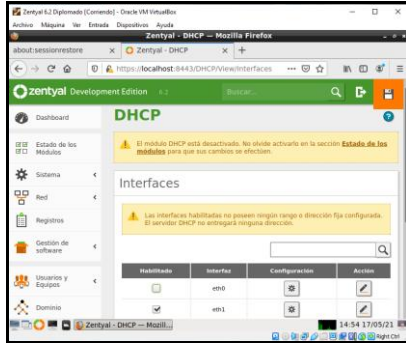 Zentyal 6.2 Diplomado [Corriendo] - Oracle VM VirtualBox
Archivo Máquina Ver Entrada Dispositivos Ayuda
Zentyal - DHCP — Mozilla Firefox
about:sessionrestore
Zentyal - DHCP
https://localhost:8443/DHCP/View/Interfaces
zentyal Development Edition 6.2
Buscar...
Dashboard
Estado de los Módulos
Sistema
Red
Registros
Gestión de software
Usuarios y Equipos
Dominio
DHCP
El módulo DHCP está desactivado. No olvide activarlo en la sección Estado de los
módulos para que sus cambios se efectúen.
Interfaces
Las interfaces habilitadas no poseen ningún rango o dirección fija configurada.
El servidor DHCP no entregará ninguna dirección.
Habilitado Interfaz Configuración Acción
eth0
eth1
Zentyal - DHCP — Mozill...
14:54 17/05/21
Right Ctrl